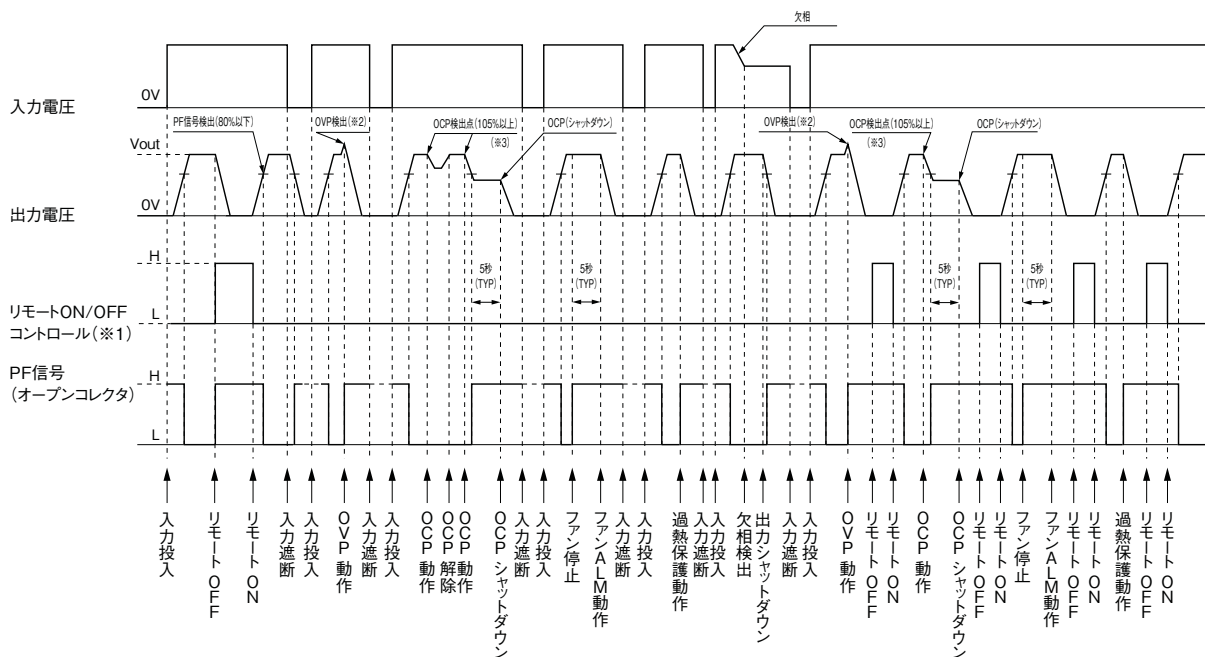 欠相
入力電圧
0V
PF信号検出(80%以下)
OVP検出(※2)
OCP検出点(105%以上)
(※3)
OCP(シャットダウン)
OVP検出(※2)
OCP検出点(105%以上)
(※3)
OCP(シャットダウン)
Vout
出力電圧
0V
H
5秒
(TYP)
5秒
(TYP)
5秒
(TYP)
5秒
(TYP)
リモートON/OFF
コントロール(※1)
L
PF信号
(オープンコレクタ)
H
L
入力投入
リモートOFF
リモートON
入力遮断
入力投入
OVP動作
入力遮断
入力投入
OCP動作
OCP解除
OCP動作
OCPシャットダウン
入力遮断
入力投入
ファン停止
ファンALM動作
入力遮断
入力投入
過熱保護動作
入力遮断
入力投入
欠相検出
出力シャットダウン
入力遮断
入力投入
OVP動作
リモートOFF
リモートON
OCP動作
OCPシャットダウン
リモートOFF
リモートON
ファン停止
ファンALM動作
リモートOFF
リモートON
過熱保護動作
リモートOFF
リモートON